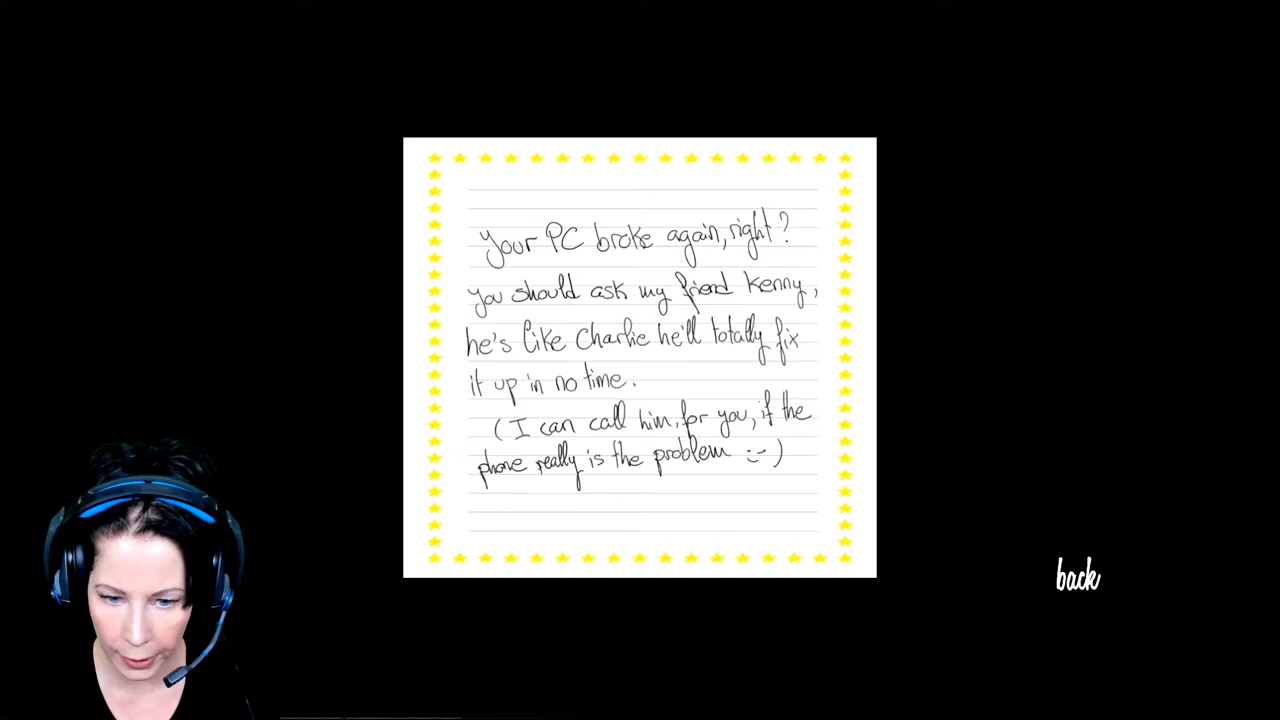 Your PC broke again, right?
you should ask my friend Kenny,
he's like Charlie he'll totally fix
it up in no time.
(I can call him, for you, if the
phone really is the problem :-)
back